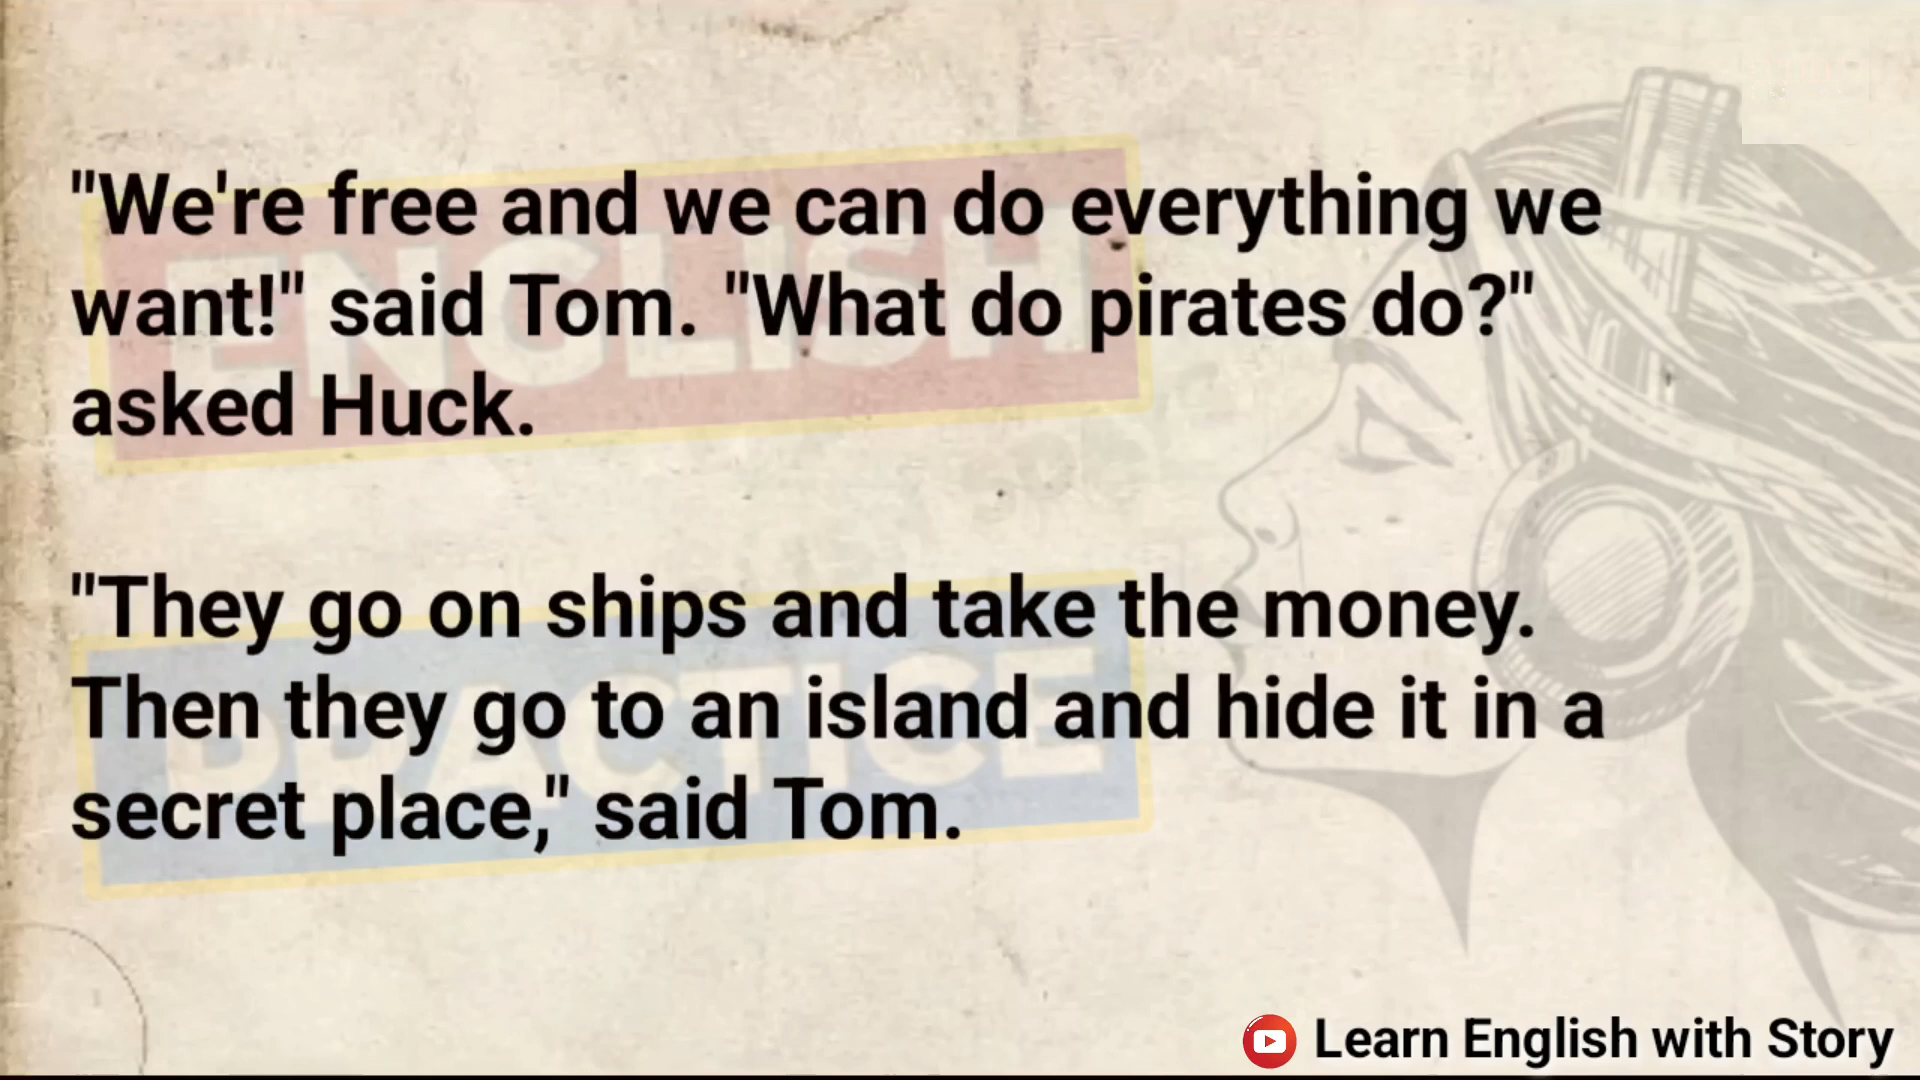 "We're free and we can do everything we
want!" said Tom. "What do pirates do?"
asked Huck.
"They go on ships and take the money.
Then they go to an island and hide it in a
secret place," said Tom.
ENGLISH
PRACTICE
Learn English with Story